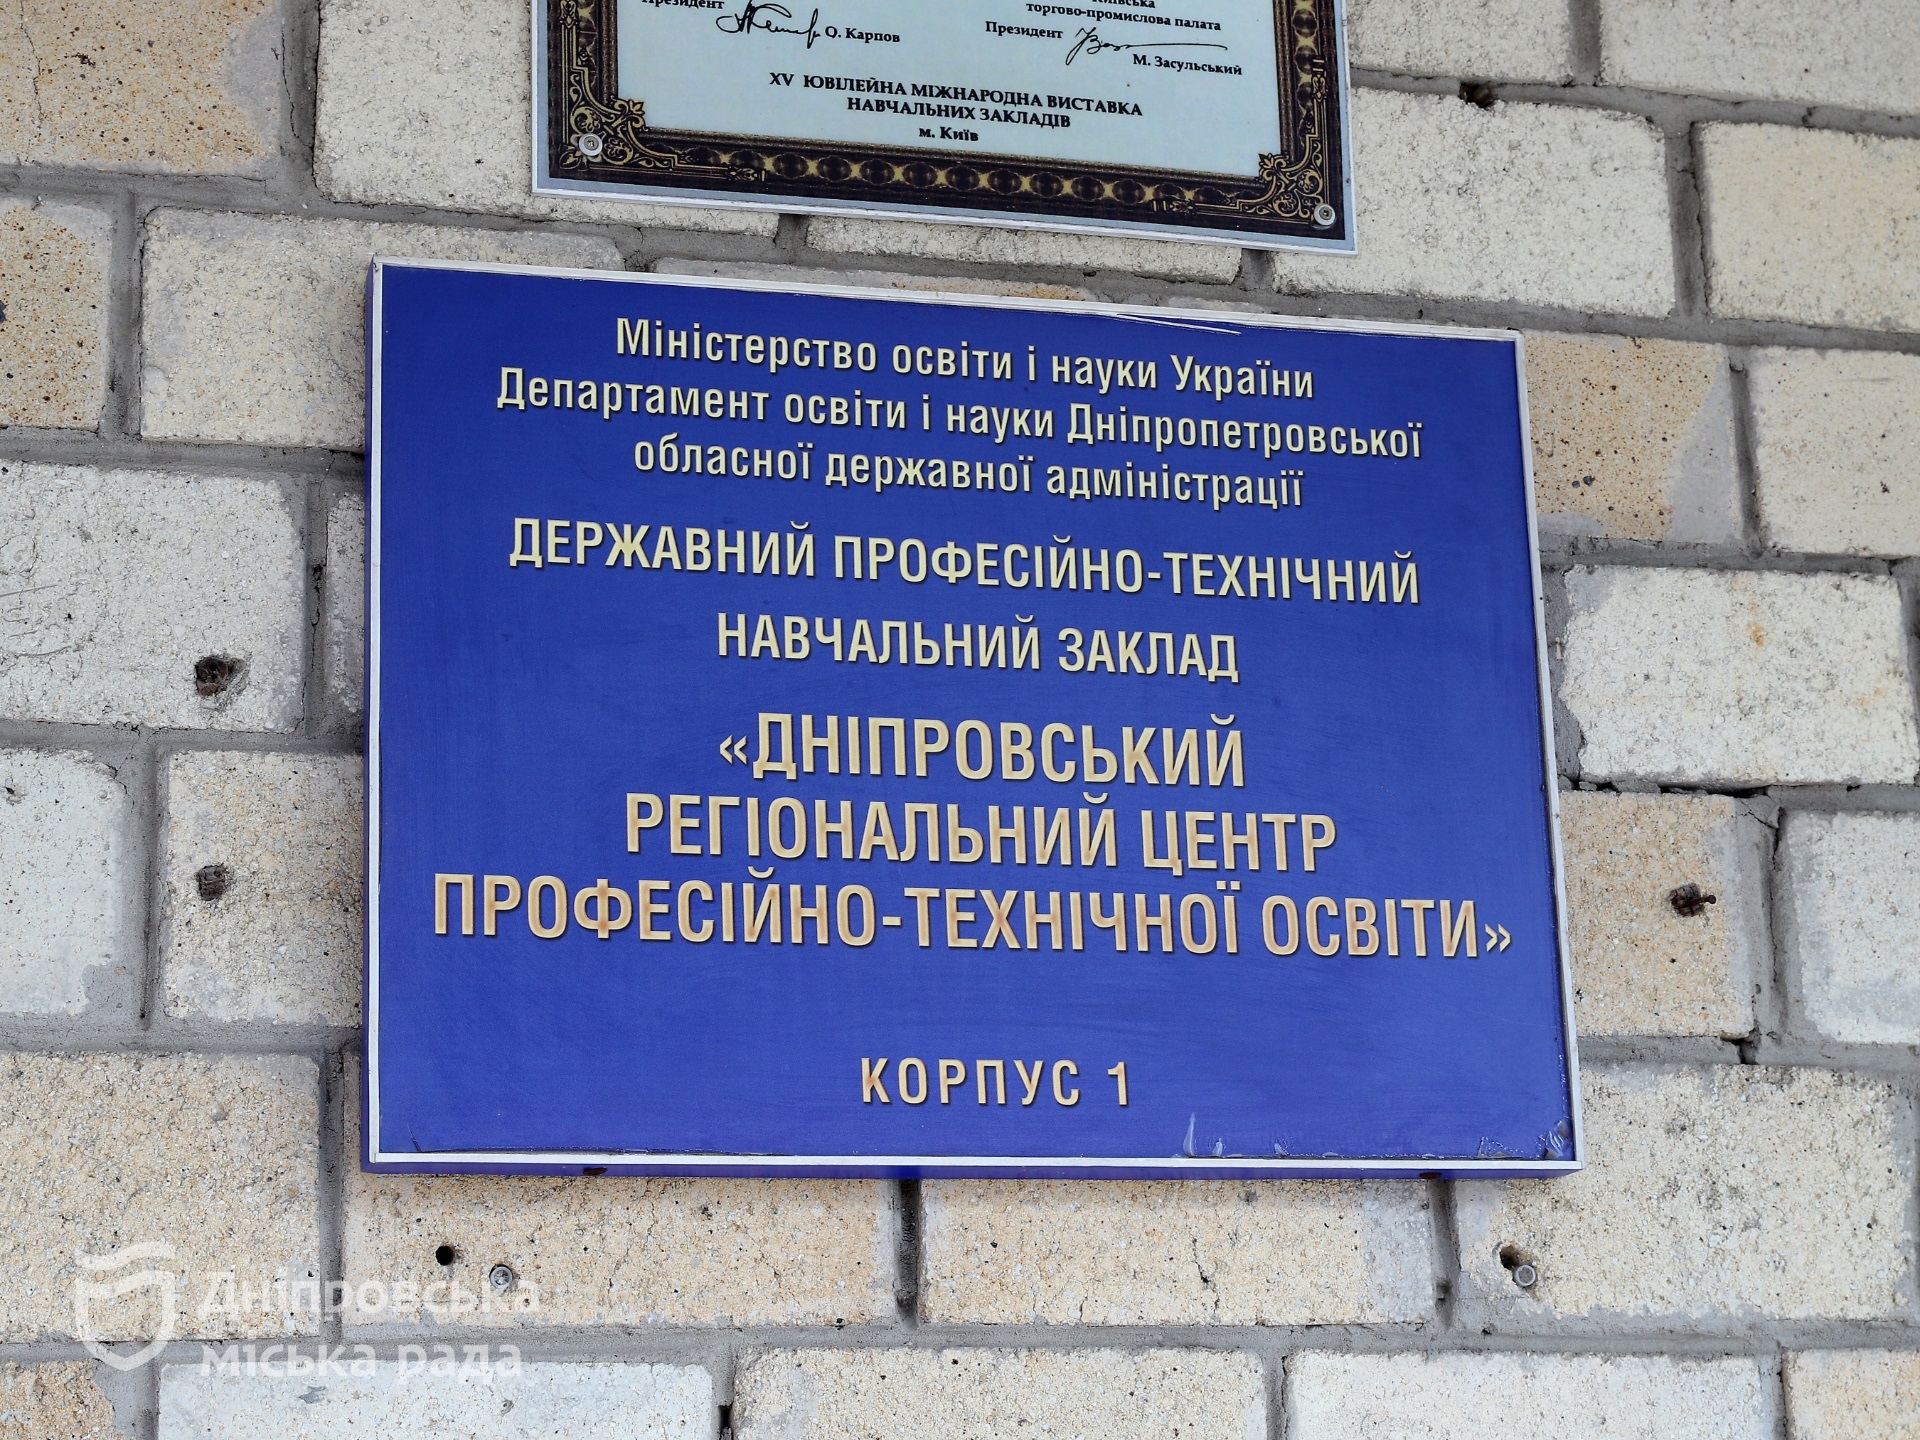 Президент
О. Карпов
Київська
торгово-промислова палата
Президент
М. Засульський
XV ЮВІЛЕЙНА МІЖНАРОДНА ВИСТАВКА
НАВЧАЛЬНИХ ЗАКЛАДІВ
м. Київ
Міністерство освіти і науки України
Департамент освіти і науки Дніпропетровської
обласної державної адміністрації
ДЕРЖАВНИЙ ПРОФЕСІЙНО-ТЕХНІЧНИЙ
НАВЧАЛЬНИЙ ЗАКЛАД
«ДНІПРОВСЬКИЙ
РЕГІОНАЛЬНИЙ ЦЕНТР
ПРОФЕСІЙНО-ТЕХНІЧНОЇ ОСВІТИ»
КОРПУС 1
Дніпровська
міська рада